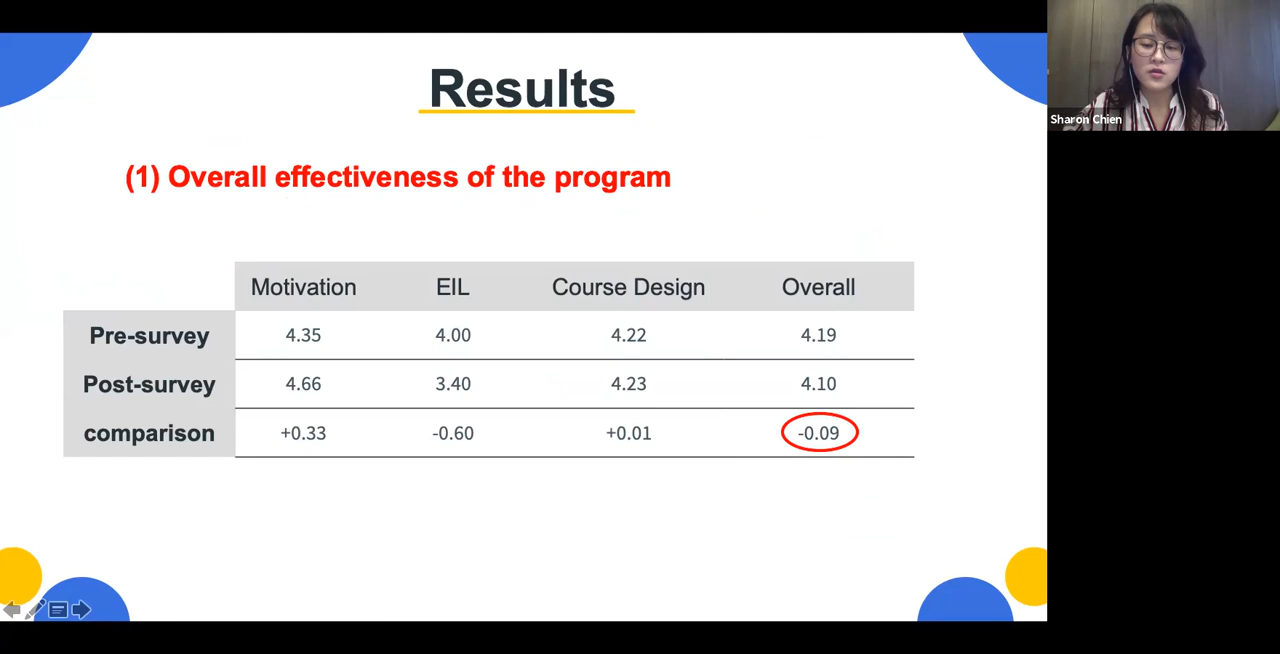 Results
Sharon Chien
(1) Overall effectiveness of the program
Motivation EIL Course Design Overall
Pre-survey 4.35 4.00 4.22 4.19
Post-survey 4.66 3.40 4.23 4.10
comparison +0.33 -0.60 +0.01 -0.09